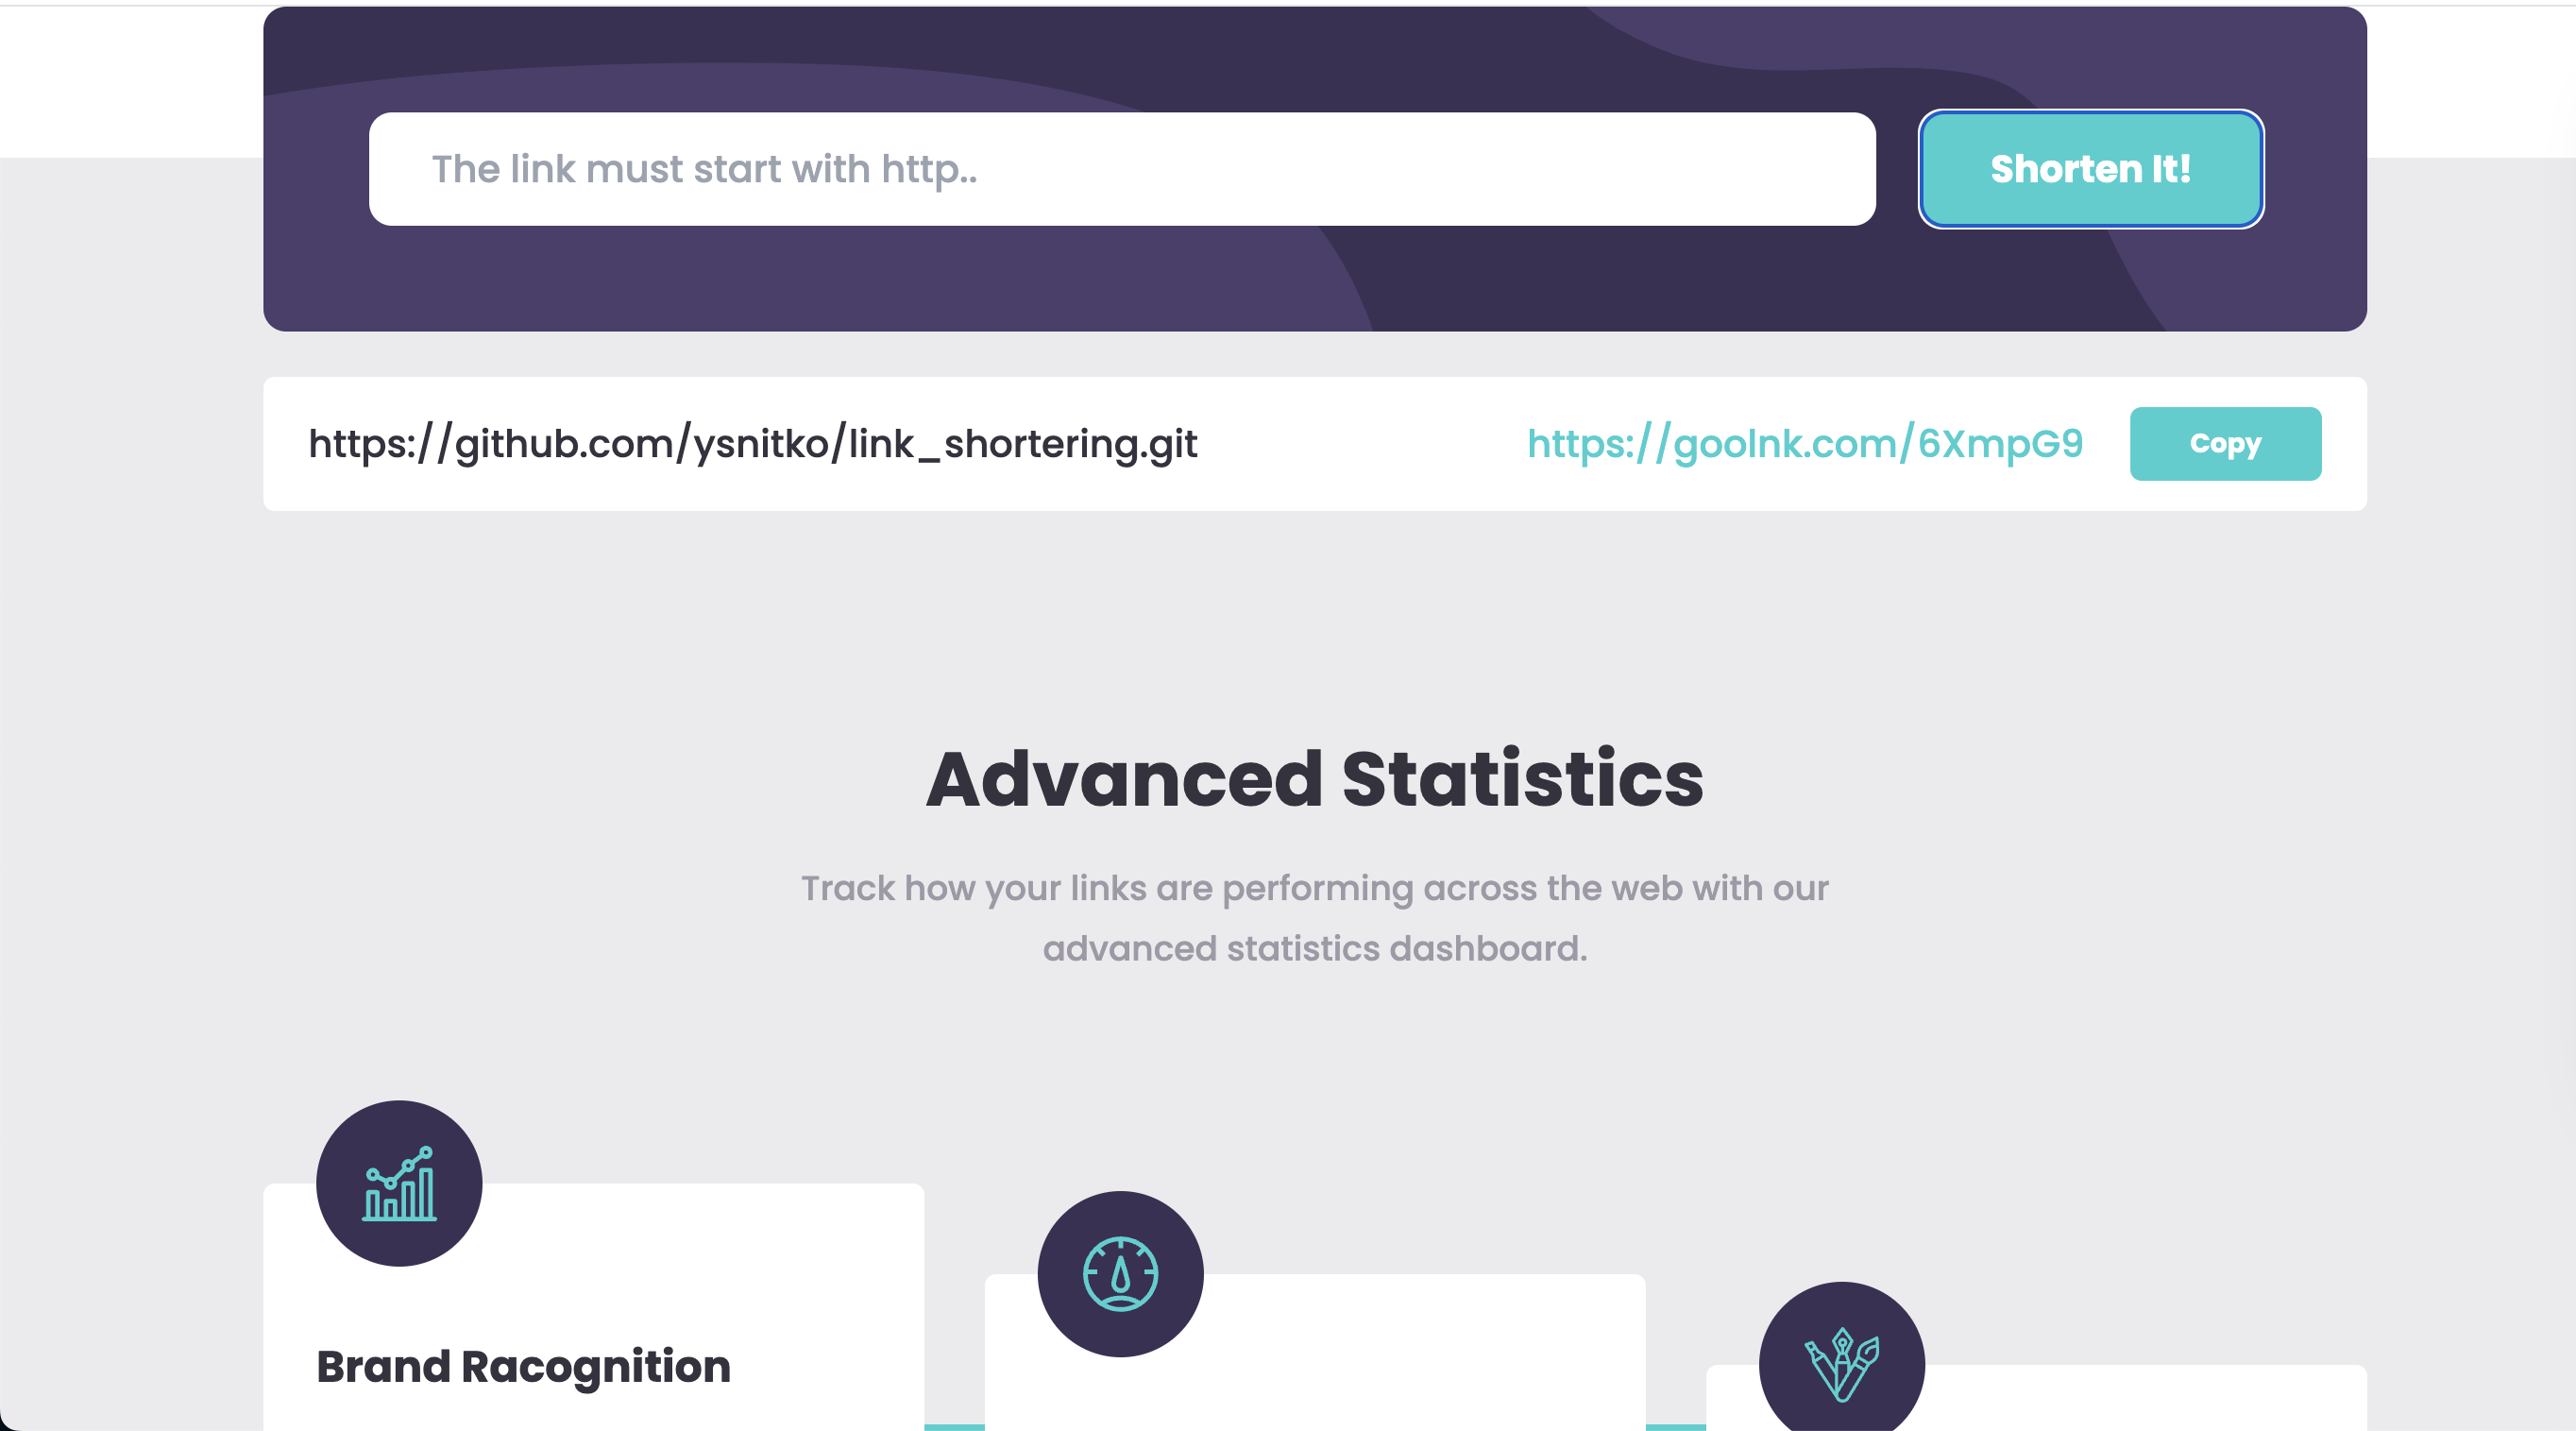 The link must start with http..
Shorten It!
https://github.com/ysnitko/link_shortering.git
https://goolnk.com/6XmpG9
Copy
Advanced Statistics
Track how your links are performing across the web with our
advanced statistics dashboard.
Brand Racognition